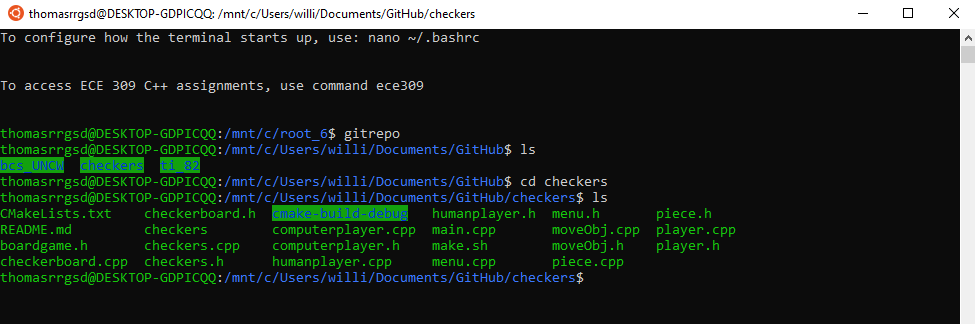 thomasrrgsd@DESKTOP-GDPICQQ: /mnt/c/Users/willi/Documents/GitHub/checkers
To configure how the terminal starts up, use: nano ~/.bashrc
To access ECE 309 C++ assignments, use command ece309
thomasrrgsd@DESKTOP-GDPICQQ:/mnt/c/root_6$ gitrepo
thomasrrgsd@DESKTOP-GDPICQQ:/mnt/c/Users/willi/Documents/GitHub$ ls
bcs_UNCW checkers ti_82
thomasrrgsd@DESKTOP-GDPICQQ:/mnt/c/Users/willi/Documents/GitHub$ cd checkers
thomasrrgsd@DESKTOP-GDPICQQ:/mnt/c/Users/willi/Documents/GitHub/checkers$ ls
CMakeLists.txt checkerboard.h cmake-build-debug humanplayer.h menu.h piece.h
README.md checkers computerplayer.cpp main.cpp moveObj.cpp player.cpp
boardgame.h checkers.cpp computerplayer.h make.sh moveObj.h player.h
checkerboard.cpp checkers.h humanplayer.cpp menu.cpp piece.cpp
thomasrrgsd@DESKTOP-GDPICQQ:/mnt/c/Users/willi/Documents/GitHub/checkers$